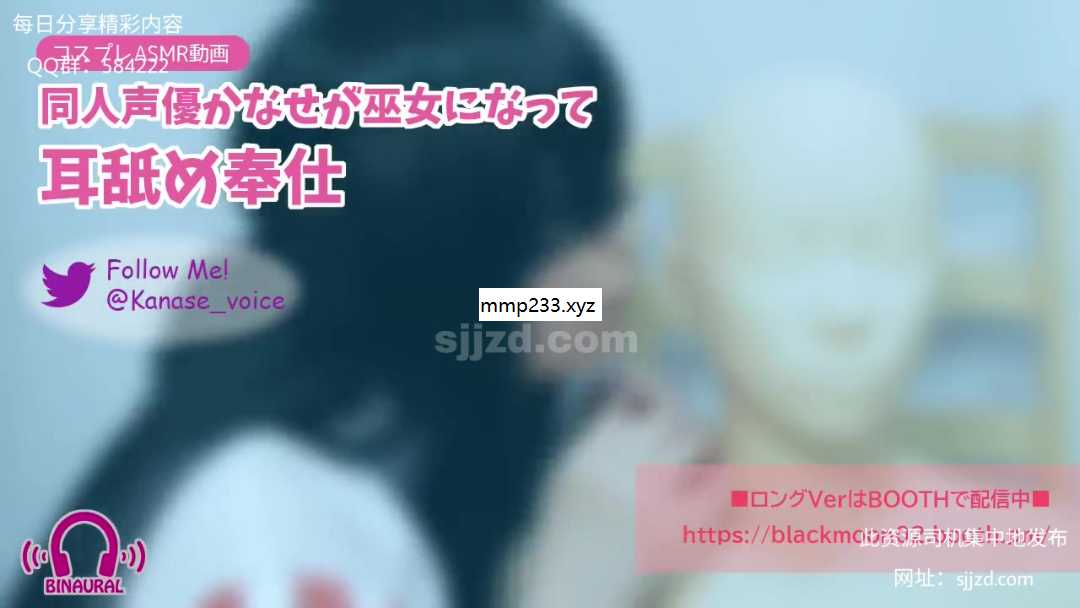 每日分享精彩内容
コスプレASMR動画
QQ群：584222
同人声優かなせが巫女になって
耳舐め奉仕
Follow Me!
@Kanase_voice
mmp233.xyz
sjjzd.com
■ロングVerはBOOTHで配信中■
此资源司机集中地发布
网址：sjjzd.com
BINAURAL